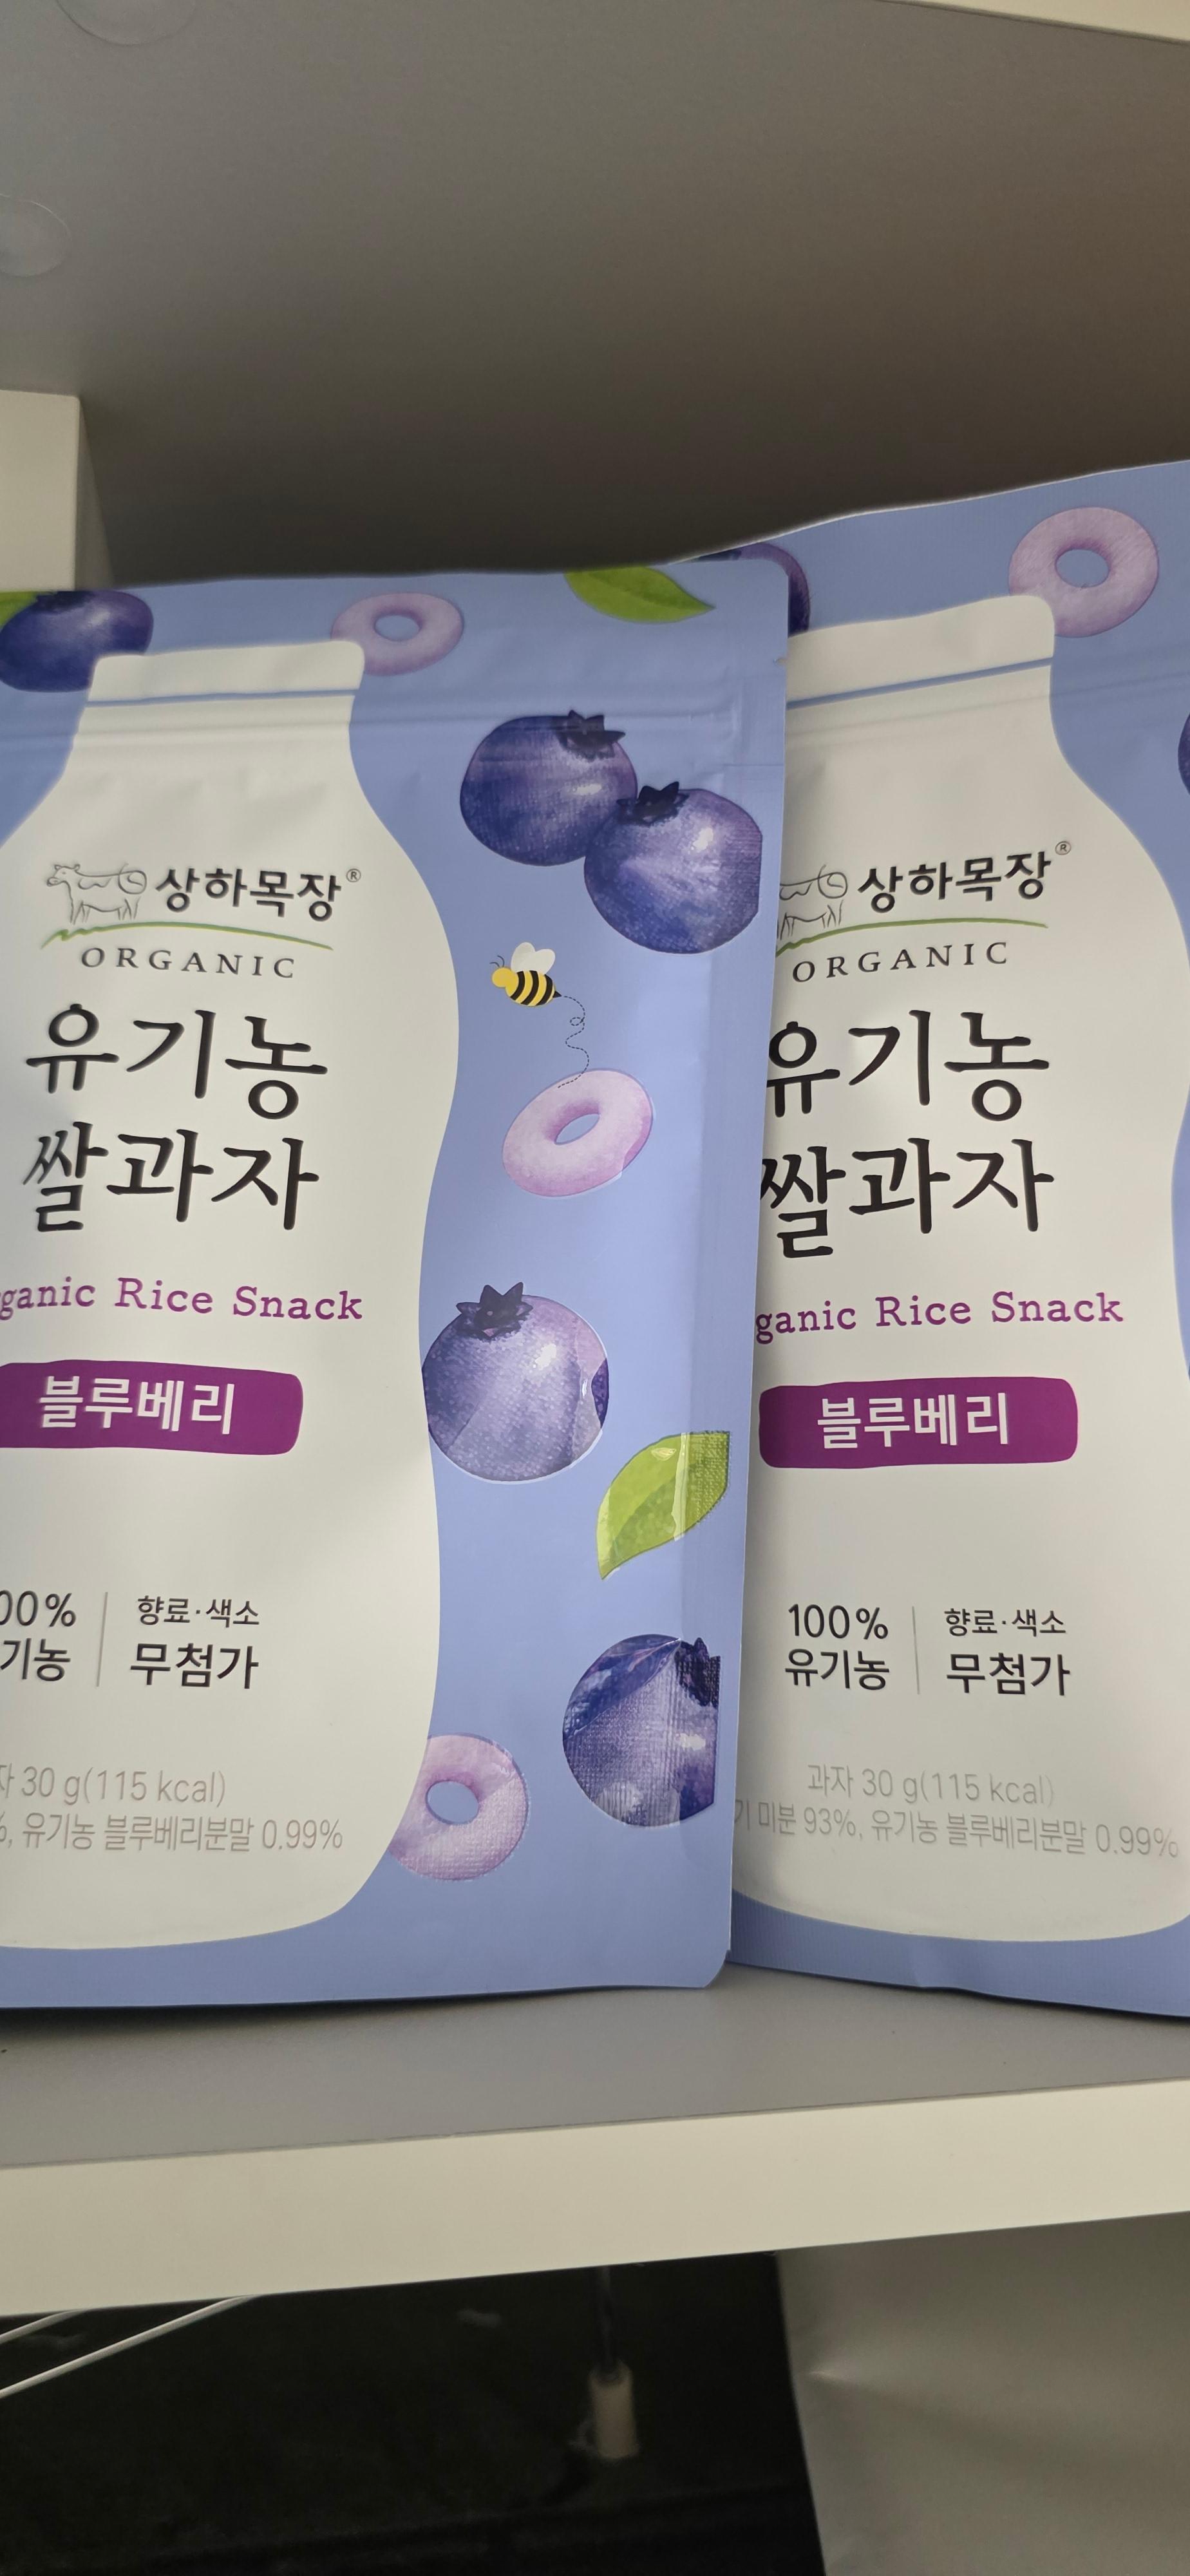 상하목장®
ORGANIC
유기농
쌀과자
ganic Rice Snack
블루베리
00% 향료·색소
기농 무첨가
자 30 g(115 kcal)
%, 유기농 블루베리분말 0.99%
상하목장®
ORGANIC
유기농
쌀과자
ganic Rice Snack
블루베리
100% 향료·색소
유기농 무첨가
과자 30 g(115 kcal)
기 미분 93%, 유기농 블루베리분말 0.99%